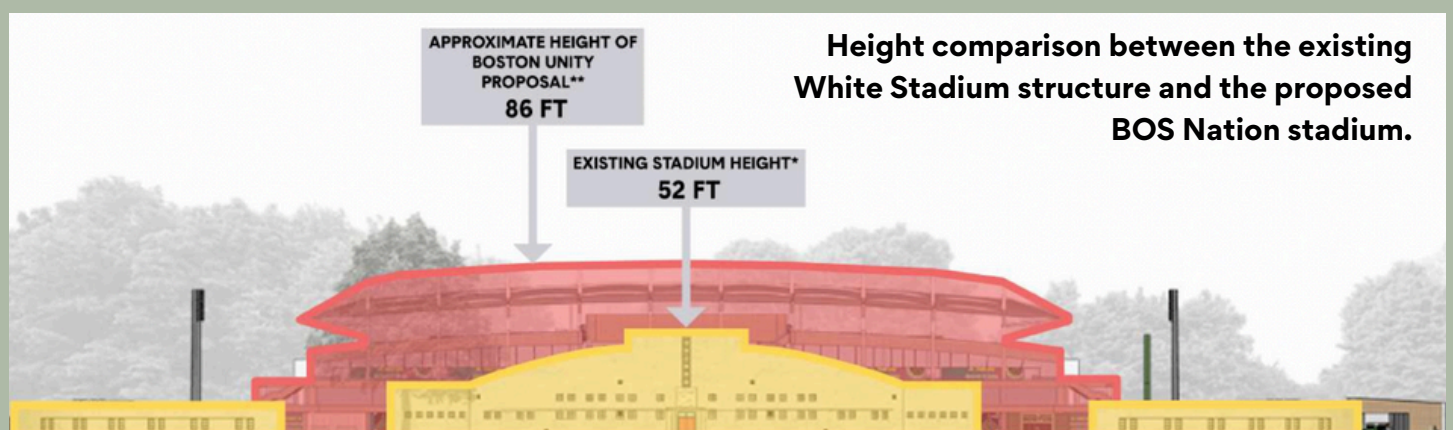 APPROXIMATE HEIGHT OF
BOSTON UNITY
PROPOSAL**
86 FT
Height comparison between the existing
White Stadium structure and the proposed
BOS Nation stadium.
EXISTING STADIUM HEIGHT*
52 FT